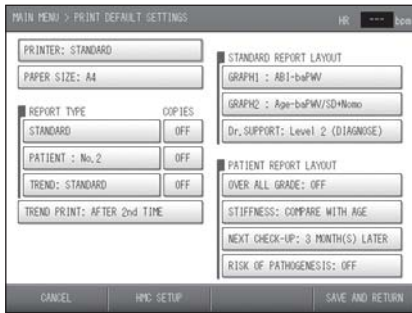 MAIN MENU > PRINT DEFAULT SETTINGS
HR --- bpm
PRINTER: STANDARD
PAPER SIZE: A4
REPORT TYPE COPIES
STANDARD OFF
PATIENT : No.2 OFF
TREND: STANDARD OFF
TREND PRINT: AFTER 2nd TIME
STANDARD REPORT LAYOUT
GRAPH1 : ABI-baPWV
GRAPH2 : Age-baPWV/SD+Nomo
Dr.SUPPORT: Level 2 (DIAGNOSE)
PATIENT REPORT LAYOUT
OVER ALL GRADE: OFF
STIFFNESS: COMPARE WITH AGE
NEXT CHECK-UP: 3 MONTH(S) LATER
RISK OF PATHOGENESIS: OFF
CANCEL HMC SETUP SAVE AND RETURN